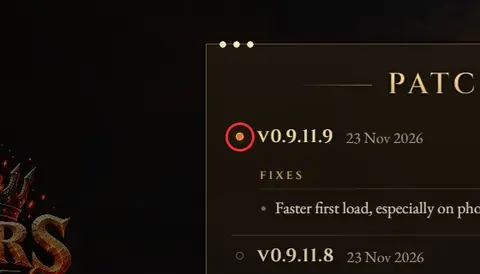 PATC
v0.9.11.9 23 Nov 2026
FIXES
Faster first load, especially on pho
v0.9.11.8 23 Nov 2026
RS